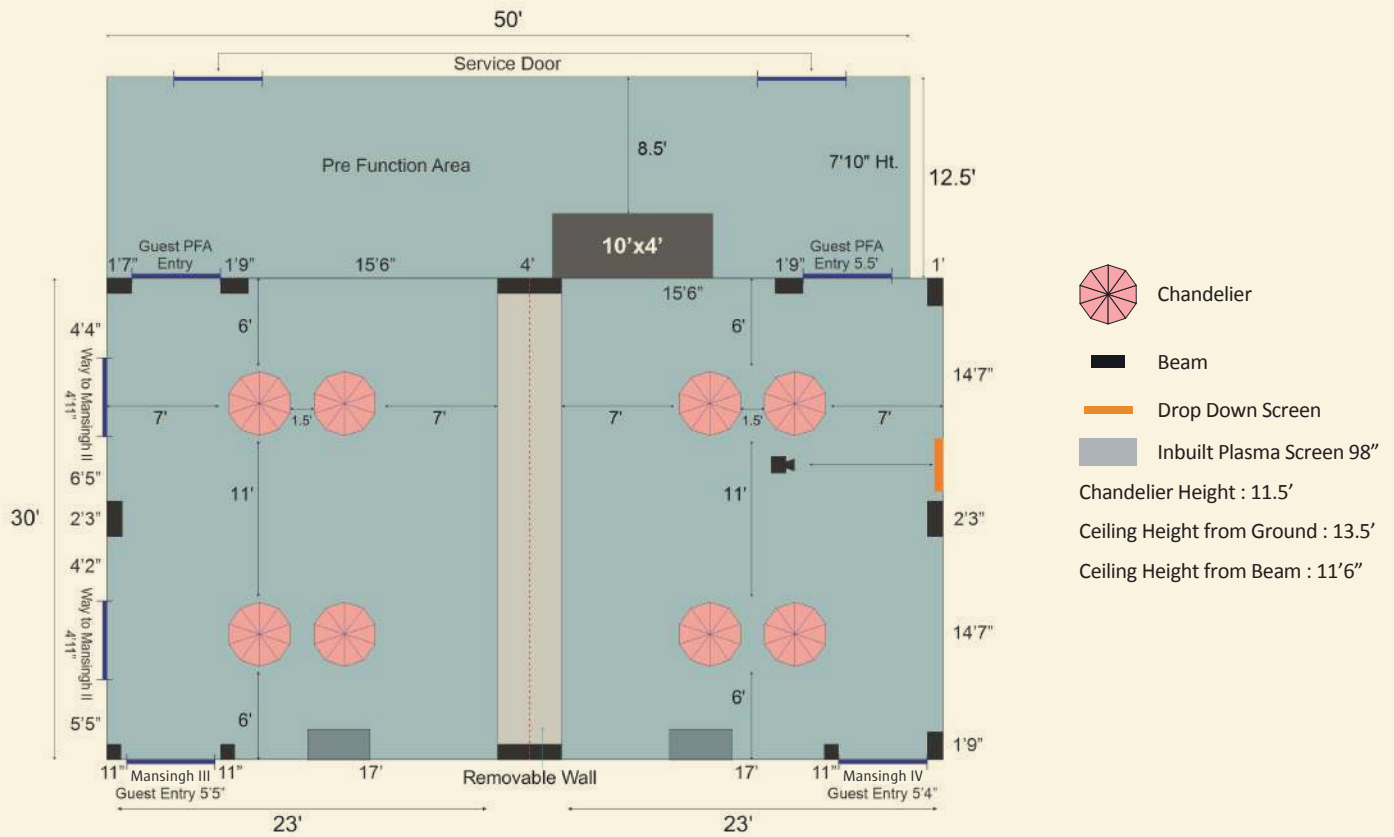 50'
Service Door
8.5'
Pre Function Area
7'10" Ht.
12.5'
10'x4'
Guest PFA
Entry
Guest PFA
Entry 5.5'
1'7"
1'9"
15'6"
4'
1'9"
1'
15'6"
6'
6'
4'4"
Way to Mansingh II
4'11"
7'
1.5'
7'
7'
1.5'
7'
14'7"
6'5"
11'
11'
30'
2'3"
2'3"
4'2"
Way to Mansingh II
4'11"
14'7"
5'5"
6'
6'
1'9"
11"
Mansingh III
11"
17'
Removable Wall
17'
11"
Mansingh IV
Guest Entry 5'5"
Guest Entry 5'4"
23'
23'
Chandelier
Beam
Drop Down Screen
Inbuilt Plasma Screen 98”
Chandelier Height : 11.5’
Ceiling Height from Ground : 13.5’
Ceiling Height from Beam : 11’6”